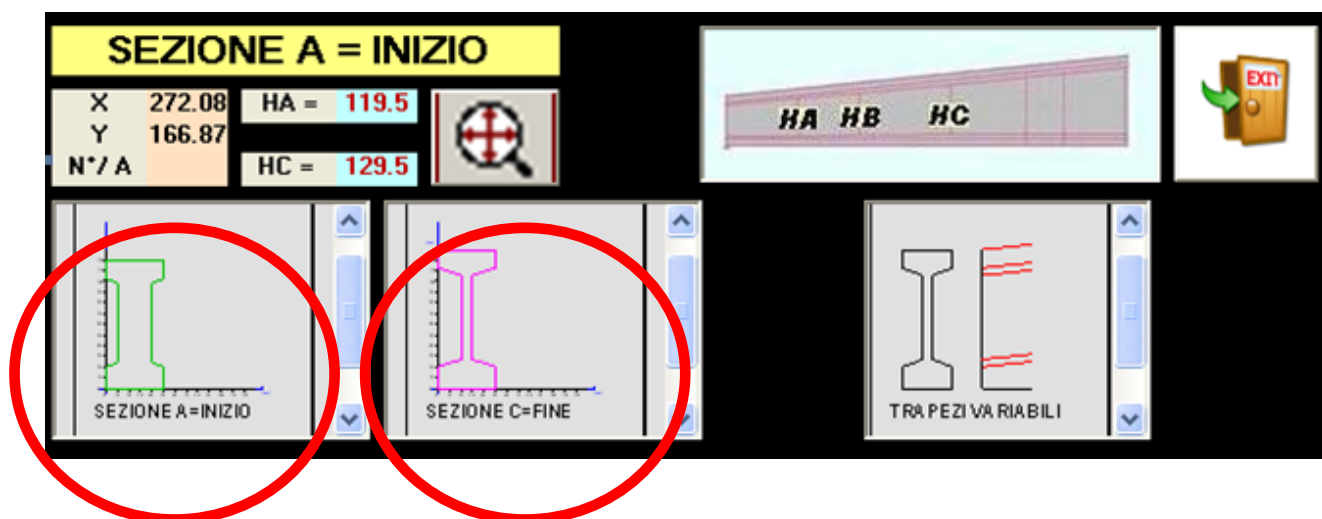 SEZIONE A = INIZIO
X 272.08
Y 166.87
N°/ A
HA = 119.5
HC = 129.5
HA HB HC
EXIT
SEZIONE A=INIZIO
SEZIONE C=FINE
TRAPEZI VARIABILI